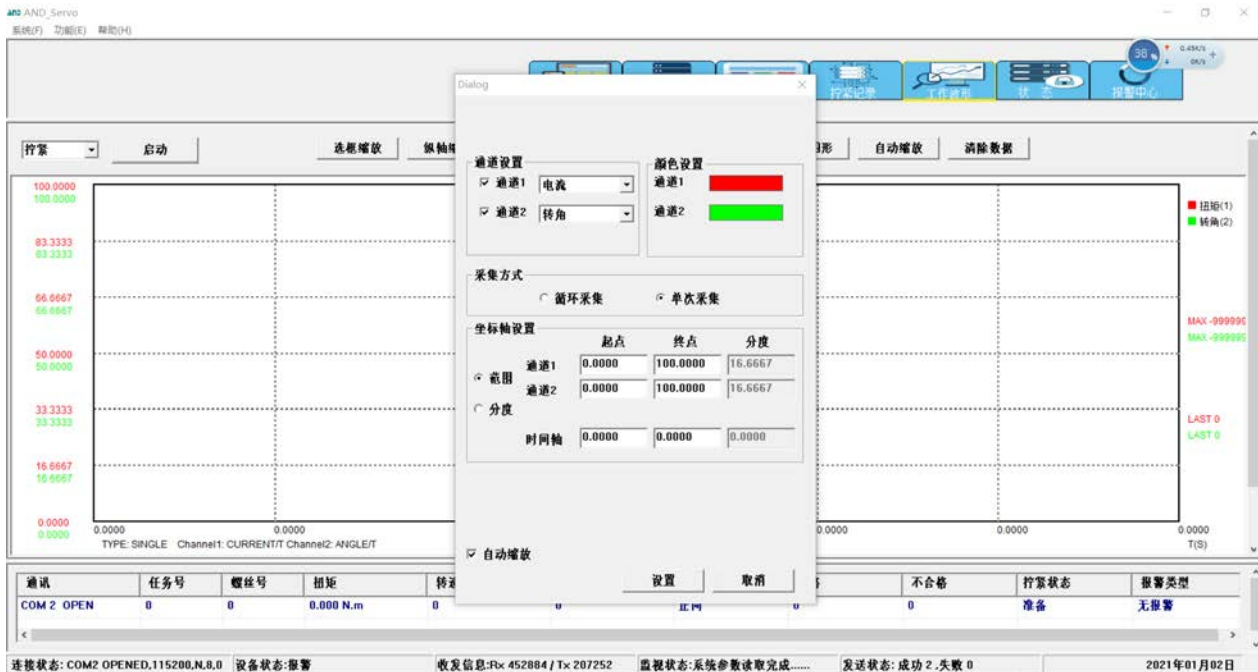 AND AND_Servo
系统(F) 功能(E) 帮助(H)
38% 0.45K/s
0K/s
拧紧记录 工作波形 状 态 报警中心
Dialog
拧紧 启动 选框缩放 自动缩放 清除数据
通道设置 颜色设置
通道1 电流 通道1
通道2 转角 通道2
采集方式
循环采集 单次采集
坐标轴设置
起点 终点 分度
通道1 0.0000 100.0000 16.6667
范围
通道2 0.0000 100.0000 16.6667
分度
时间轴 0.0000 0.0000 0.0000
自动缩放
设置 取消
100.0000
100.0000
83.3333
83.3333
66.6667
66.6667
50.0000
50.0000
33.3333
33.3333
16.6667
16.6667
0.0000
0.0000
0.0000 0.0000 0.0000 0.0000 0.0000
TYPE: SINGLE Channel1: CURRENT/T Channel2: ANGLE/T T(S)
扭矩(1)
转角(2)
MAX -999999
MAX -999999
LAST 0
LAST 0
通讯 任务号 螺丝号 扭矩 不合格 拧紧状态 报警类型
COM 2 OPEN 0 0 0.000 N.m 0 0 正向 0 0 准备 无报警
连接状态: COM2 OPENED,115200,N,8,0 设备状态:报警 收发信息:Rx 452884 / Tx 207252 监视状态:系统参数读取完成...... 发送状态: 成功 2 ,失败 0 2021年01月02日